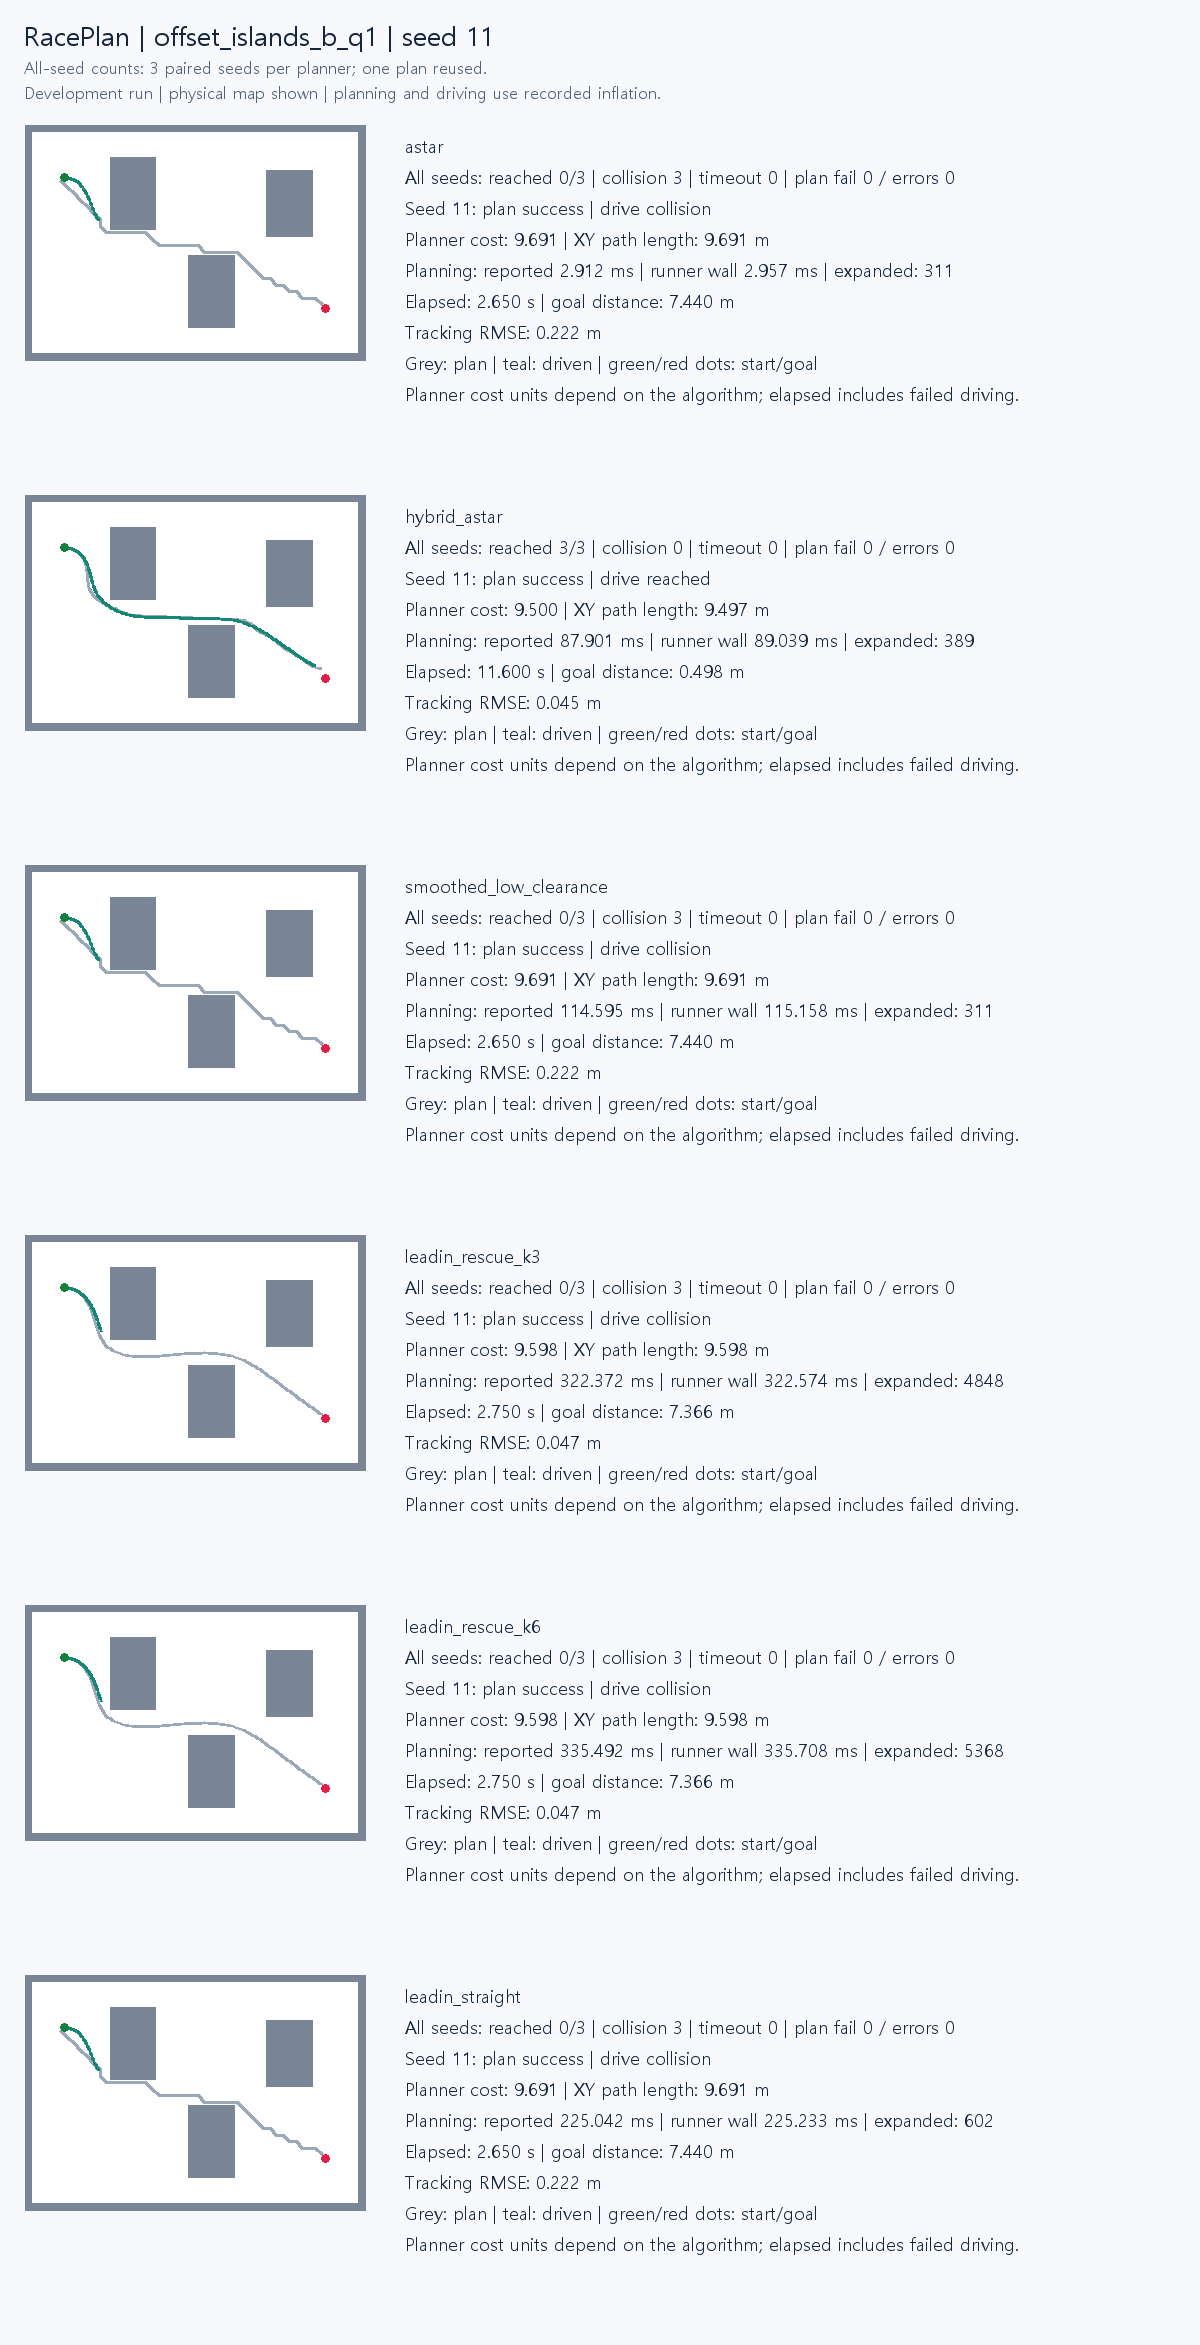 RacePlan | offset_islands_b_q1 | seed 11
All-seed counts: 3 paired seeds per planner; one plan reused.
Development run | physical map shown | planning and driving use recorded inflation.
astar
All seeds: reached 0/3 | collision 3 | timeout 0 | plan fail 0 / errors 0
Seed 11: plan success | drive collision
Planner cost: 9.691 | XY path length: 9.691 m
Planning: reported 2.912 ms | runner wall 2.957 ms | expanded: 311
Elapsed: 2.650 s | goal distance: 7.440 m
Tracking RMSE: 0.222 m
Grey: plan | teal: driven | green/red dots: start/goal
Planner cost units depend on the algorithm; elapsed includes failed driving.
hybrid_astar
All seeds: reached 3/3 | collision 0 | timeout 0 | plan fail 0 / errors 0
Seed 11: plan success | drive reached
Planner cost: 9.500 | XY path length: 9.497 m
Planning: reported 87.901 ms | runner wall 89.039 ms | expanded: 389
Elapsed: 11.600 s | goal distance: 0.498 m
Tracking RMSE: 0.045 m
Grey: plan | teal: driven | green/red dots: start/goal
Planner cost units depend on the algorithm; elapsed includes failed driving.
smoothed_low_clearance
All seeds: reached 0/3 | collision 3 | timeout 0 | plan fail 0 / errors 0
Seed 11: plan success | drive collision
Planner cost: 9.691 | XY path length: 9.691 m
Planning: reported 114.595 ms | runner wall 115.158 ms | expanded: 311
Elapsed: 2.650 s | goal distance: 7.440 m
Tracking RMSE: 0.222 m
Grey: plan | teal: driven | green/red dots: start/goal
Planner cost units depend on the algorithm; elapsed includes failed driving.
leadin_rescue_k3
All seeds: reached 0/3 | collision 3 | timeout 0 | plan fail 0 / errors 0
Seed 11: plan success | drive collision
Planner cost: 9.598 | XY path length: 9.598 m
Planning: reported 322.372 ms | runner wall 322.574 ms | expanded: 4848
Elapsed: 2.750 s | goal distance: 7.366 m
Tracking RMSE: 0.047 m
Grey: plan | teal: driven | green/red dots: start/goal
Planner cost units depend on the algorithm; elapsed includes failed driving.
leadin_rescue_k6
All seeds: reached 0/3 | collision 3 | timeout 0 | plan fail 0 / errors 0
Seed 11: plan success | drive collision
Planner cost: 9.598 | XY path length: 9.598 m
Planning: reported 335.492 ms | runner wall 335.708 ms | expanded: 5368
Elapsed: 2.750 s | goal distance: 7.366 m
Tracking RMSE: 0.047 m
Grey: plan | teal: driven | green/red dots: start/goal
Planner cost units depend on the algorithm; elapsed includes failed driving.
leadin_straight
All seeds: reached 0/3 | collision 3 | timeout 0 | plan fail 0 / errors 0
Seed 11: plan success | drive collision
Planner cost: 9.691 | XY path length: 9.691 m
Planning: reported 225.042 ms | runner wall 225.233 ms | expanded: 602
Elapsed: 2.650 s | goal distance: 7.440 m
Tracking RMSE: 0.222 m
Grey: plan | teal: driven | green/red dots: start/goal
Planner cost units depend on the algorithm; elapsed includes failed driving.